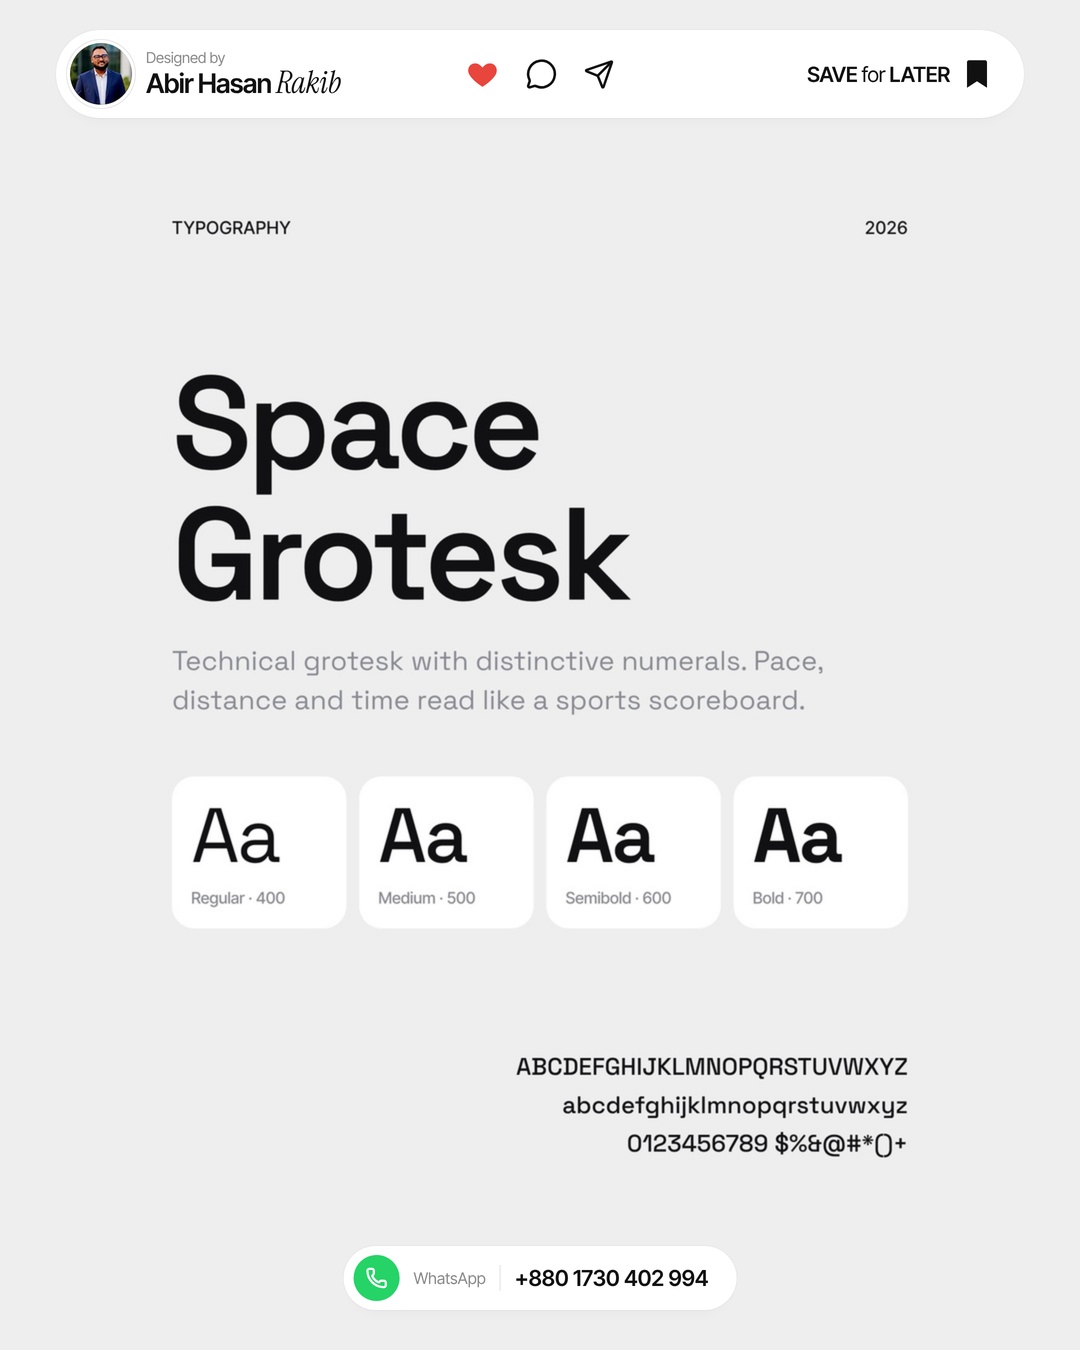 Designed by
Abir Hasan Rakib
SAVE for LATER
TYPOGRAPHY
2026
Space
Grotesk
Technical grotesk with distinctive numerals. Pace,
distance and time read like a sports scoreboard.
Aa
Regular · 400
Aa
Medium · 500
Aa
Semibold · 600
Aa
Bold · 700
ABCDEFGHIJKLMNOPQRSTUVWXYZ
abcdefghijklmnopqrstuvwxyz
0123456789 $%&@#*()+
WhatsApp
+880 1730 402 994